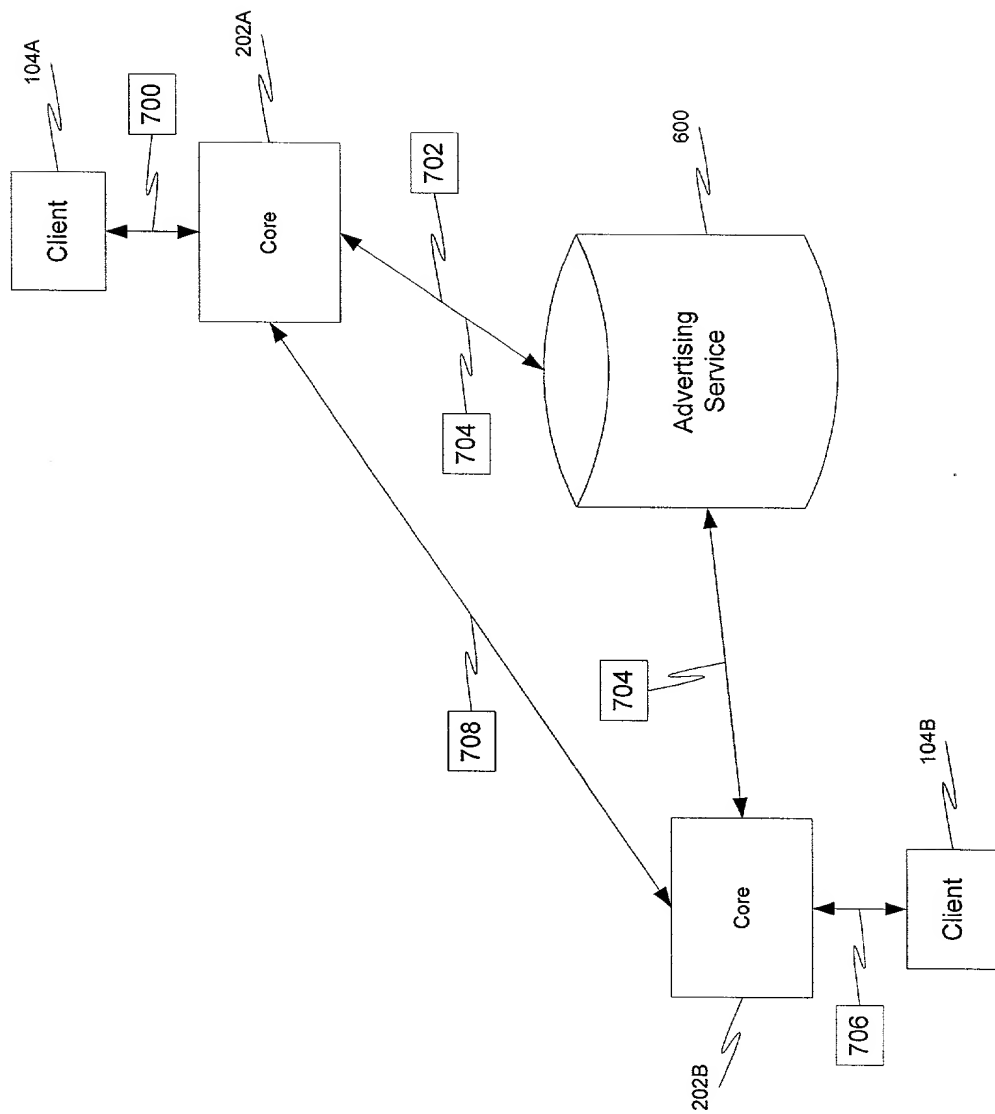 104A
Client
700
202A
Core
702
704
708
704
600
Advertising
Service
202B
Core
706
104B
Client